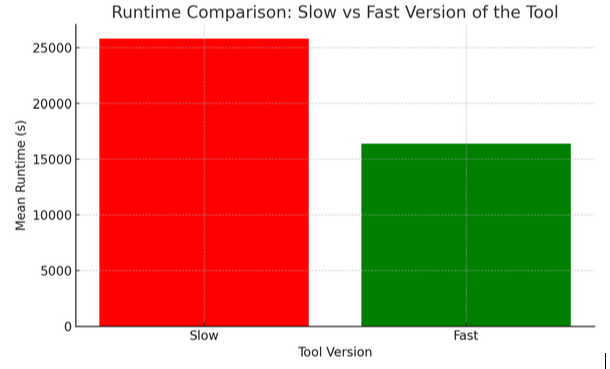 Runtime Comparison: Slow vs Fast Version of the Tool
Mean Runtime (s)
25000
20000
15000
10000
5000
0
Slow Fast
Tool Version